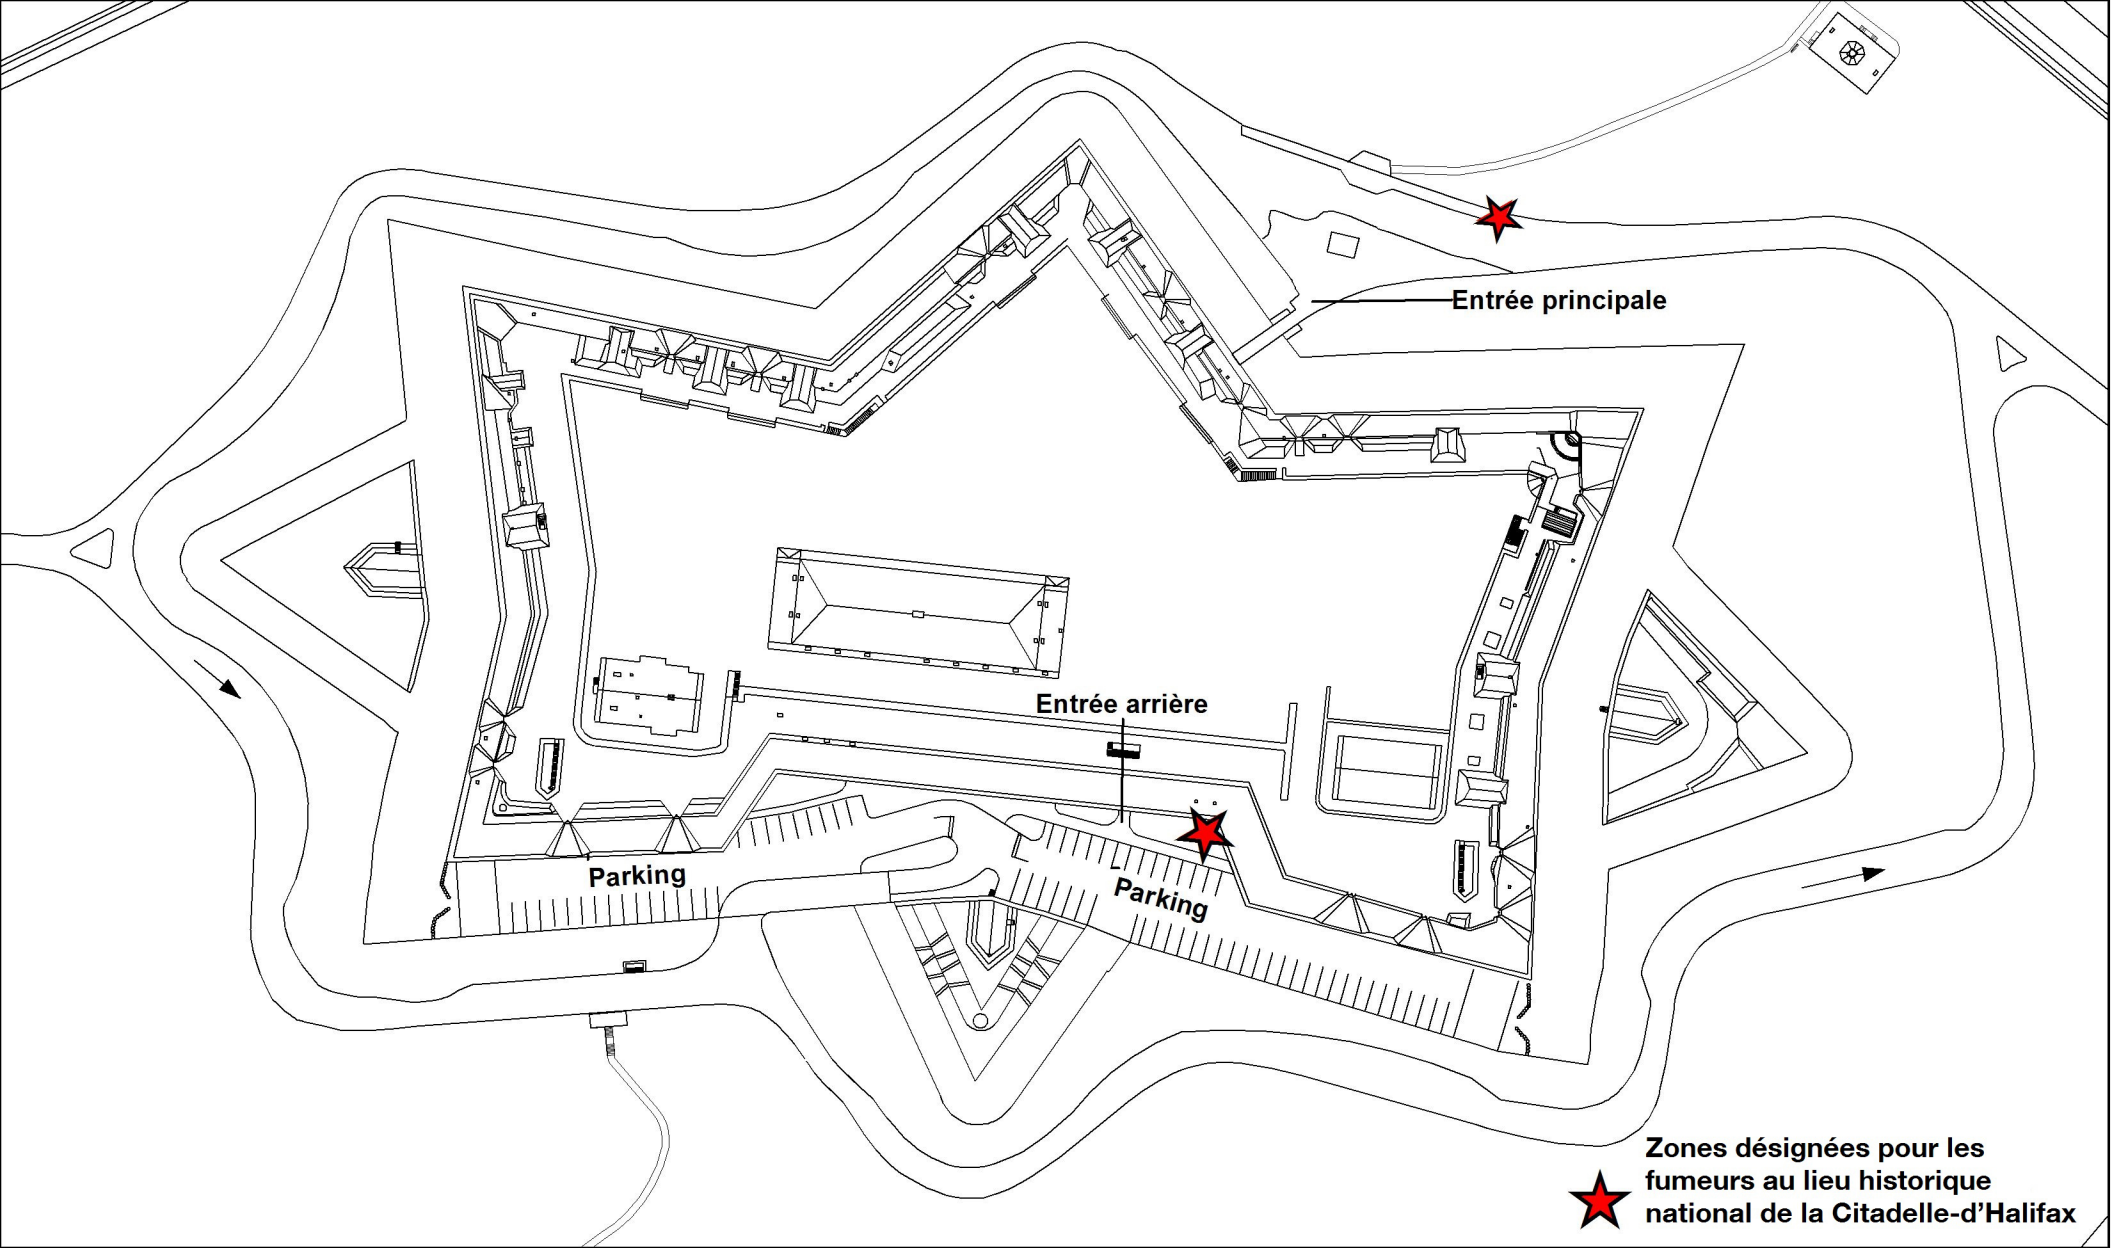 Entrée principale
Entrée arrière
Parking
Parking
Zones désignées pour les
fumeurs au lieu historique
national de la Citadelle-d’Halifax